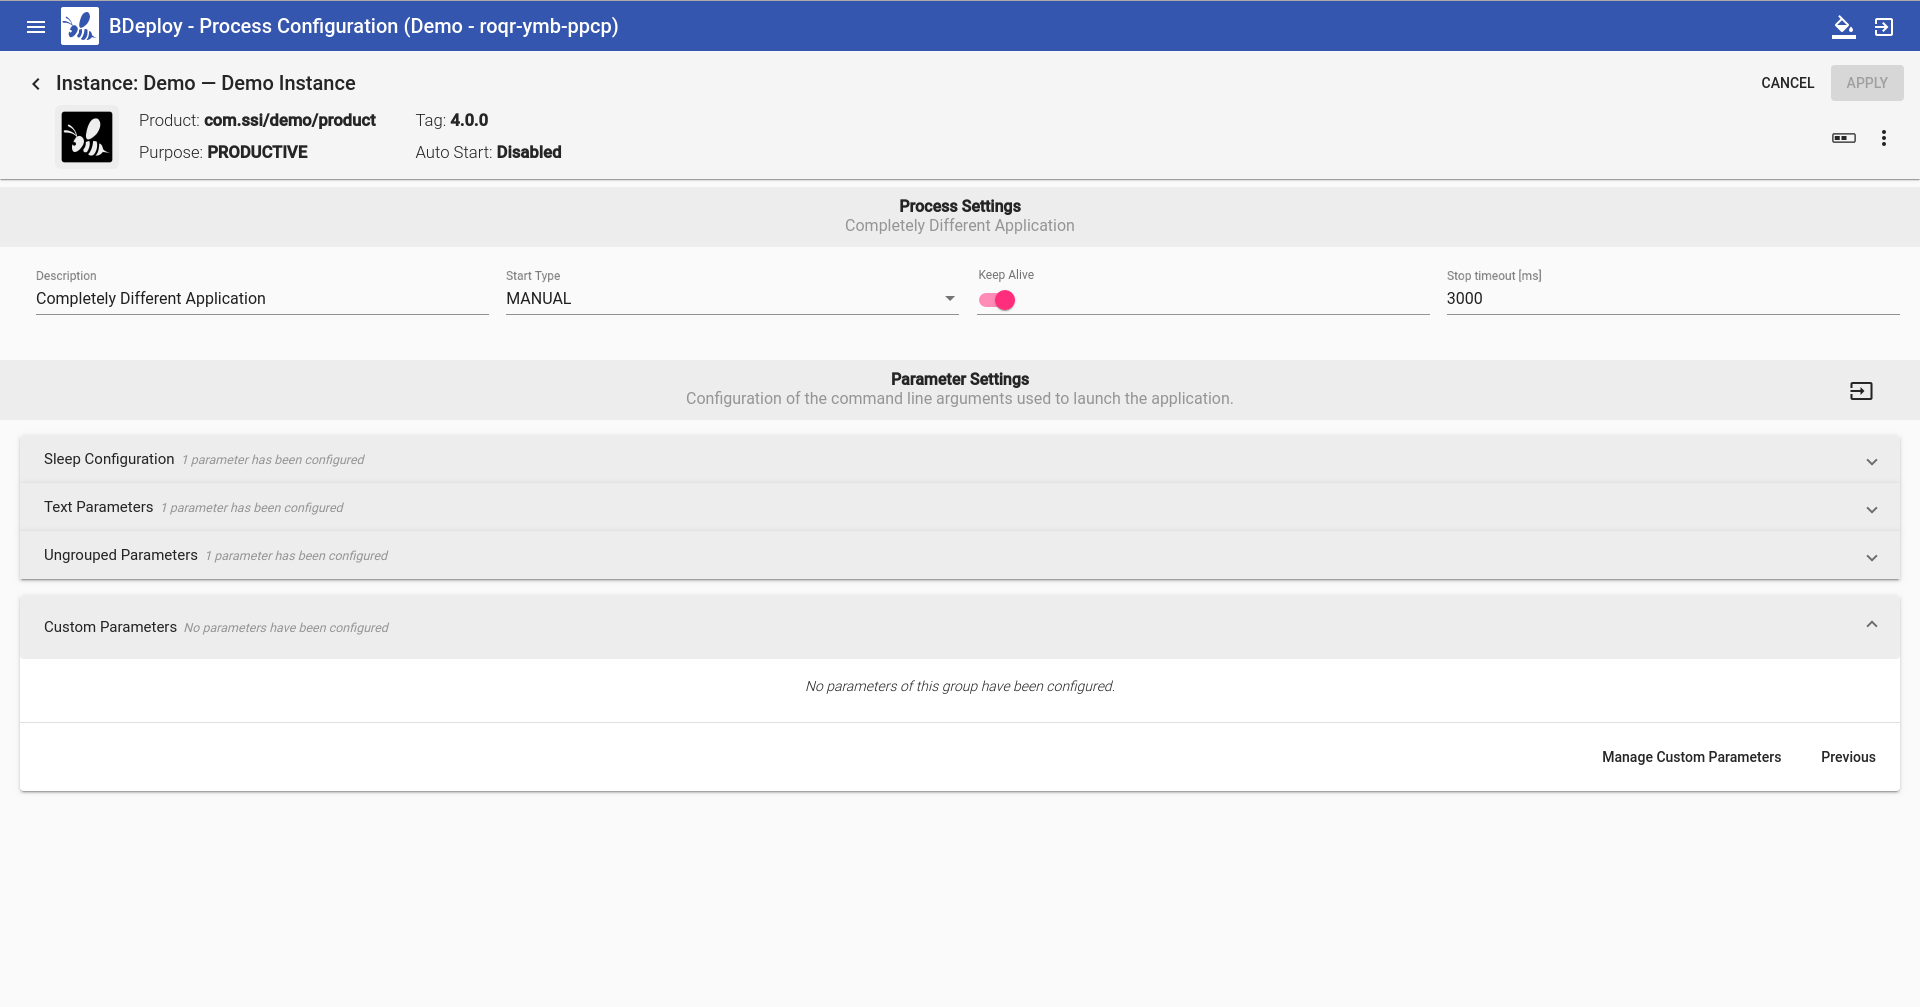 BDeploy - Process Configuration (Demo - roqr-ymb-ppcp)
Instance: Demo — Demo Instance
CANCEL
APPLY
Product: com.ssi/demo/product
Tag: 4.0.0
Purpose: PRODUCTIVE
Auto Start: Disabled
Process Settings
Completely Different Application
Description
Completely Different Application
Start Type
MANUAL
Keep Alive
Stop timeout [ms]
3000
Parameter Settings
Configuration of the command line arguments used to launch the application.
Sleep Configuration 1 parameter has been configured
Text Parameters 1 parameter has been configured
Ungrouped Parameters 1 parameter has been configured
Custom Parameters No parameters have been configured
No parameters of this group have been configured.
Manage Custom Parameters
Previous